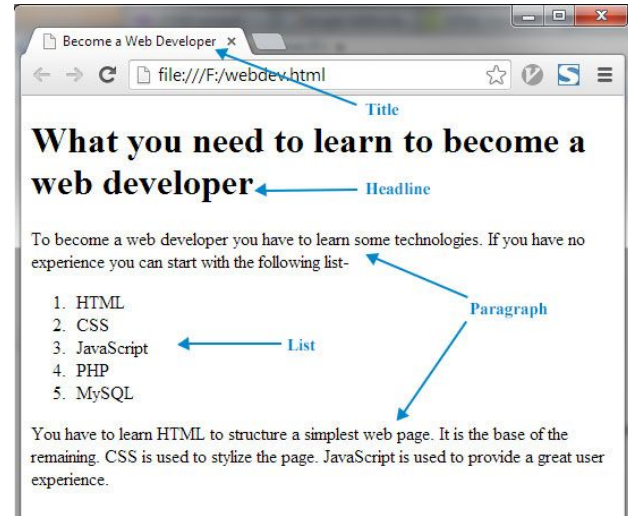 Become a Web Developer
file:///F:/webdev.html
Title
What you need to learn to become a
web developer
Headline
To become a web developer you have to learn some technologies. If you have no
experience you can start with the following list-
Paragraph
1. HTML
2. CSS
3. JavaScript
List
4. PHP
5. MySQL
You have to learn HTML to structure a simplest web page. It is the base of the
remaining. CSS is used to stylize the page. JavaScript is used to provide a great user
experience.